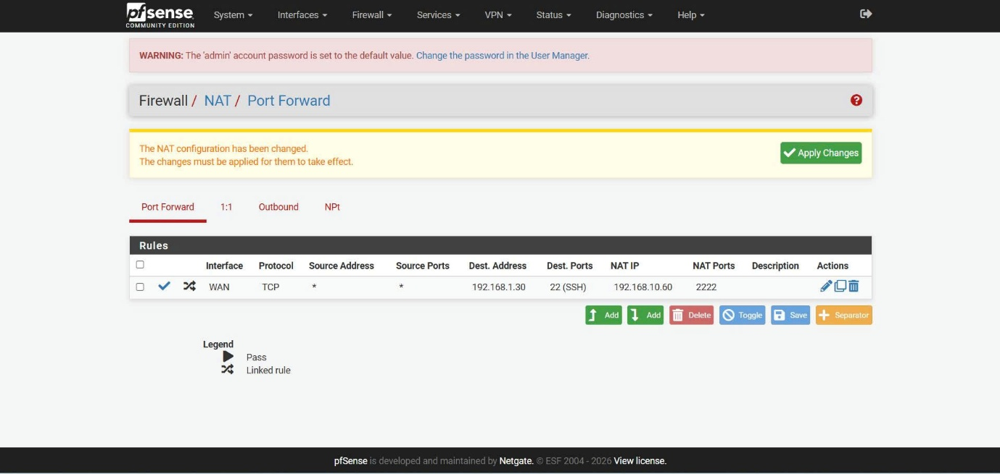 pfsense
COMMUNITY EDITION
System Interfaces Firewall Services VPN Status Diagnostics Help
WARNING: The 'admin' account password is set to the default value. Change the password in the User Manager.
Firewall / NAT / Port Forward
The NAT configuration has been changed.
The changes must be applied for them to take effect.
Apply Changes
Port Forward 1:1 Outbound NPt
Rules
Interface Protocol Source Address Source Ports Dest. Address Dest. Ports NAT IP NAT Ports Description Actions
WAN TCP * * 192.168.1.30 22 (SSH) 192.168.10.60 2222
Add Add Delete Toggle Save Separator
Legend
Pass
Linked rule
pfSense is developed and maintained by Netgate. © ESF 2004 - 2026 View license.